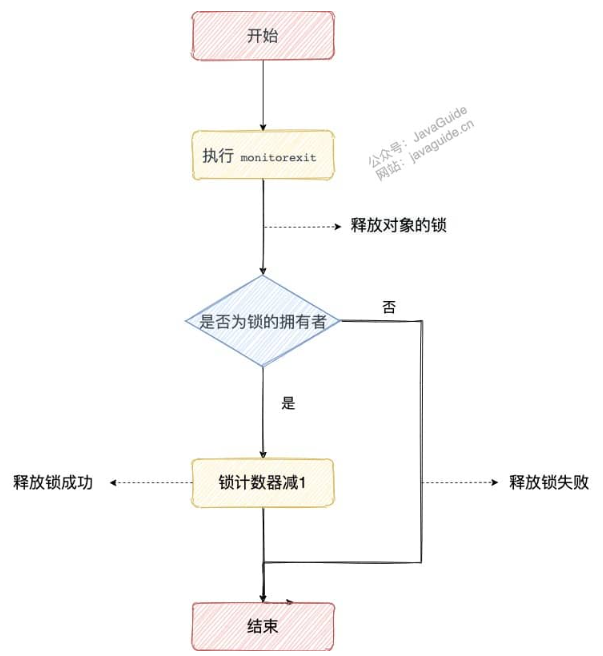 开始
公众号：JavaGuide
网站：javaguide.cn
执行 monitorexit
释放对象的锁
否
是否为锁的拥有者
是
释放锁成功
锁计数器减1
释放锁失败
结束